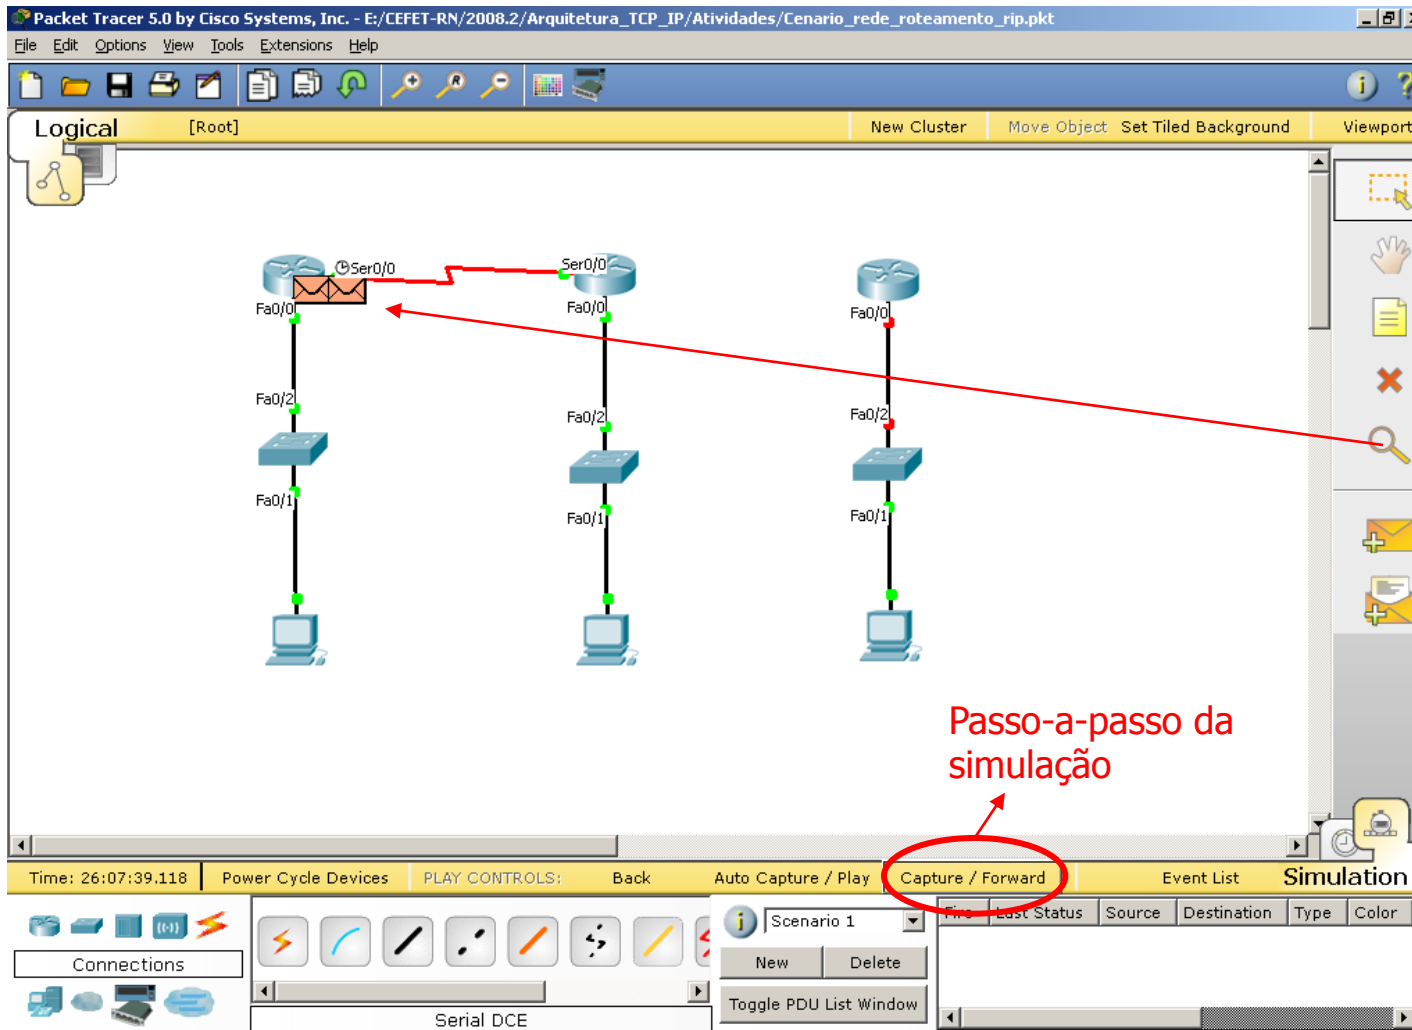 Packet Tracer 5.0 by Cisco Systems, Inc. - E:/CEFET-RN/2008.2/Arquitetura_TCP_IP/Atividades/Cenario_rede_roteamento_rip.pkt
File Edit Options View Tools Extensions Help
Logical [Root] New Cluster Move Object Set Tiled Background Viewport
Ser0/0 Ser0/0
Fa0/0 Fa0/0 Fa0/0
Fa0/2 Fa0/2 Fa0/2
Fa0/1 Fa0/1 Fa0/1
Passo-a-passo da
simulação
Time: 26:07:39.118 Power Cycle Devices PLAY CONTROLS: Back Auto Capture / Play Capture / Forward Event List Simulation
Scenario 1 Fire Last Status Source Destination Type Color
Connections New Delete
Toggle PDU List Window
Serial DCE